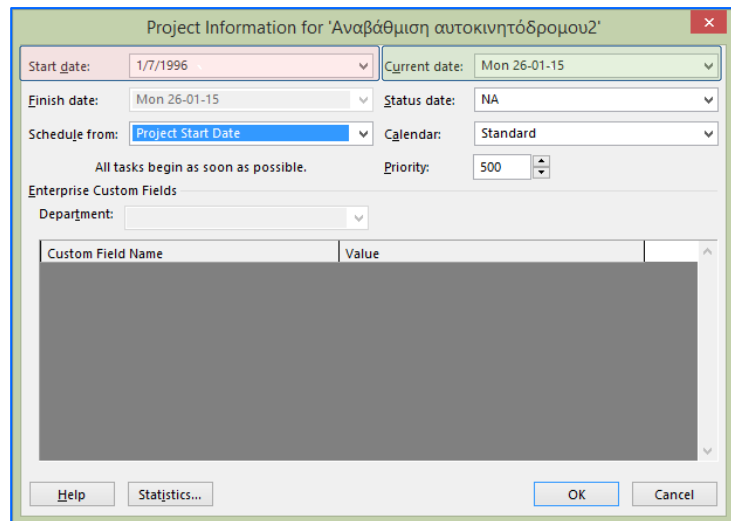 Project Information for 'Αναβάθμιση αυτοκινητόδρομου2'
Start date: 1/7/1996 Current date: Mon 26-01-15
Finish date: Mon 26-01-15 Status date: NA
Schedule from: Project Start Date Calendar: Standard
All tasks begin as soon as possible. Priority: 500
Enterprise Custom Fields
Department:
Custom Field Name Value
Help Statistics... OK Cancel